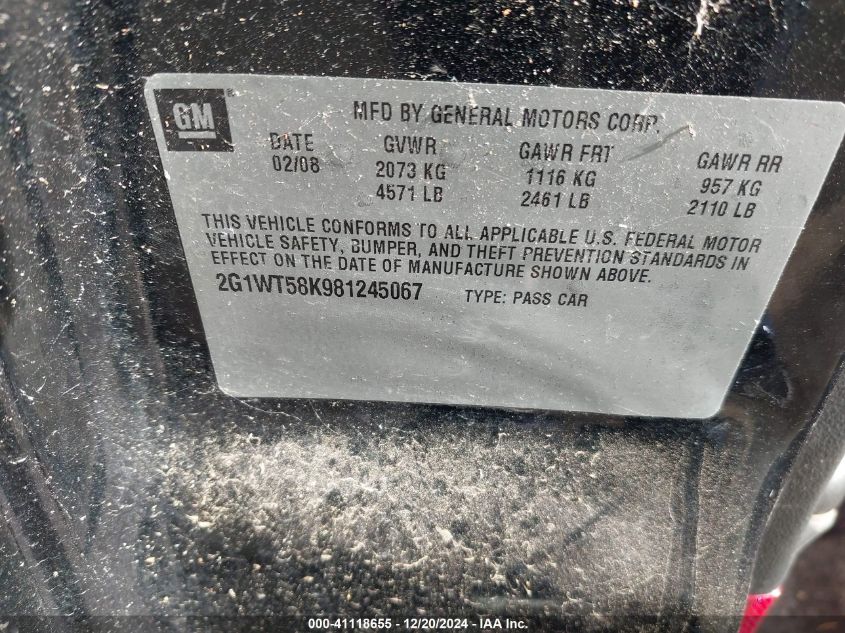 GM
MFD BY GENERAL MOTORS CORP.
DATE GVWR GAWR FRT GAWR RR
02/08 2073 KG 1116 KG 957 KG
4571 LB 2461 LB 2110 LB
THIS VEHICLE CONFORMS TO ALL APPLICABLE U.S. FEDERAL MOTOR
VEHICLE SAFETY, BUMPER, AND THEFT PREVENTION STANDARDS IN
EFFECT ON THE DATE OF MANUFACTURE SHOWN ABOVE.
2G1WT58K981245067 TYPE: PASS CAR
000-41118655 - 12/20/2024 - IAA Inc.